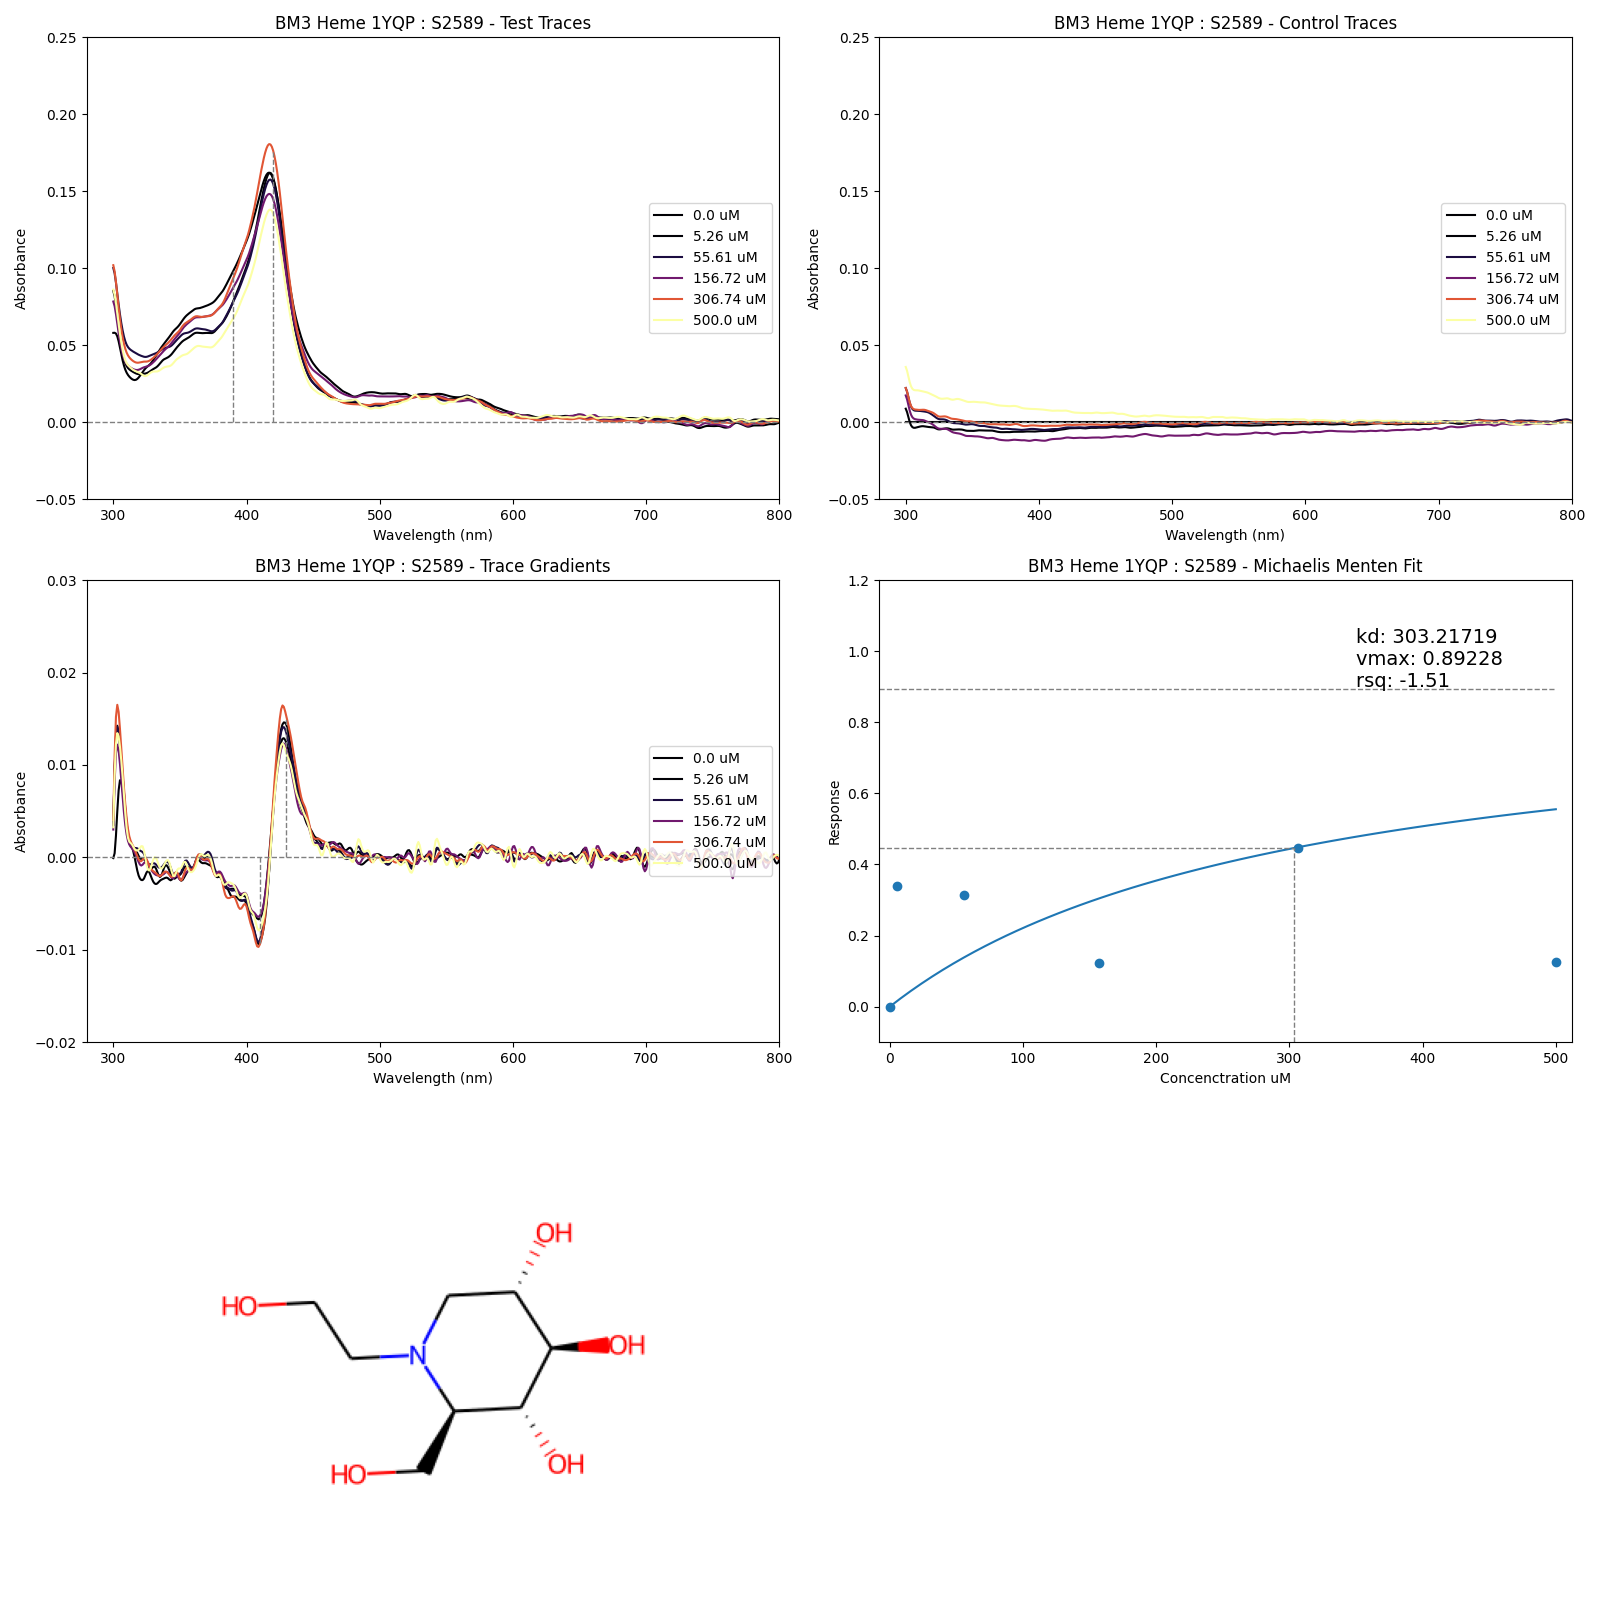 BM3 Heme 1YQP : S2589 - Test Traces
0.25
0.20
0.15
0.10
0.05
0.00
−0.05
Absorbance
300
400
500
600
700
800
Wavelength (nm)
0.0 uM
5.26 uM
55.61 uM
156.72 uM
306.74 uM
500.0 uM
BM3 Heme 1YQP : S2589 - Control Traces
0.25
0.20
0.15
0.10
0.05
0.00
−0.05
Absorbance
300
400
500
600
700
800
Wavelength (nm)
0.0 uM
5.26 uM
55.61 uM
156.72 uM
306.74 uM
500.0 uM
BM3 Heme 1YQP : S2589 - Trace Gradients
0.03
0.02
0.01
0.00
−0.01
−0.02
Absorbance
300
400
500
600
700
800
Wavelength (nm)
0.0 uM
5.26 uM
55.61 uM
156.72 uM
306.74 uM
500.0 uM
BM3 Heme 1YQP : S2589 - Michaelis Menten Fit
1.2
1.0
0.8
0.6
0.4
0.2
0.0
Response
kd: 303.21719
vmax: 0.89228
rsq: -1.51
0
100
200
300
400
500
Concenctration uM
OH
HO
OH
N
OH
HO